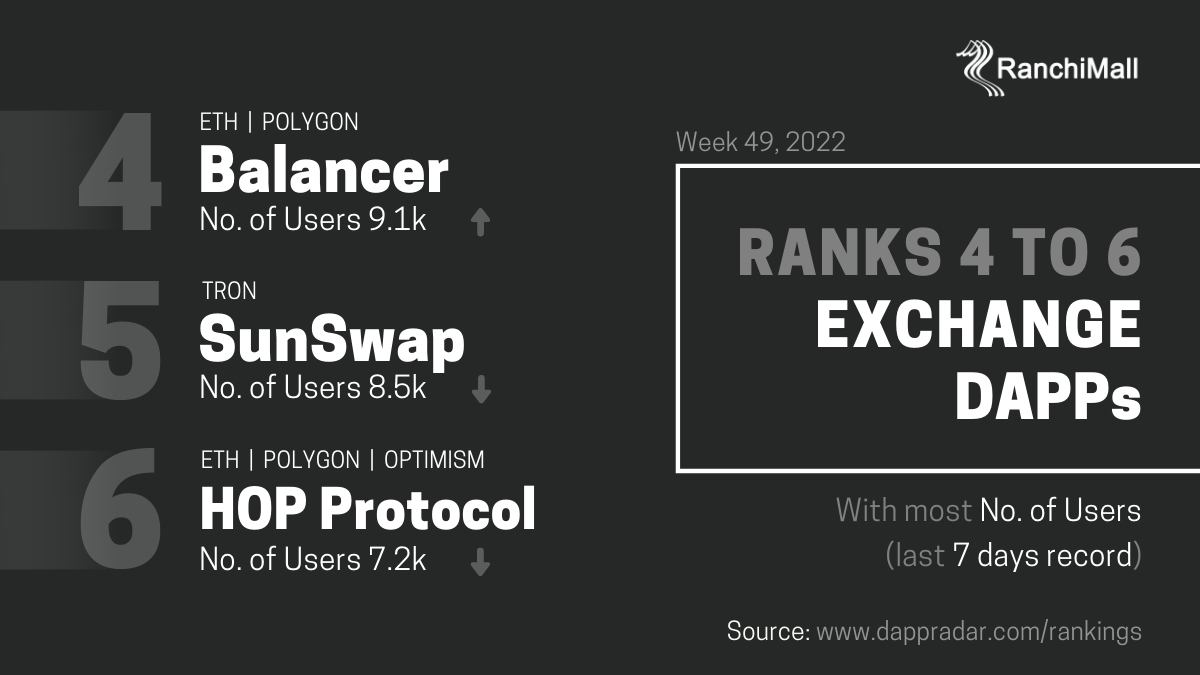 4
ETH | POLYGON
Balancer
No. of Users 9.1k
5
TRON
SunSwap
No. of Users 8.5k
6
ETH | POLYGON | OPTIMISM
HOP Protocol
No. of Users 7.2k
RanchiMall
Week 49, 2022
RANKS 4 TO 6
EXCHANGE
DAPPs
With most No. of Users
(last 7 days record)
Source: www.dappradar.com/rankings